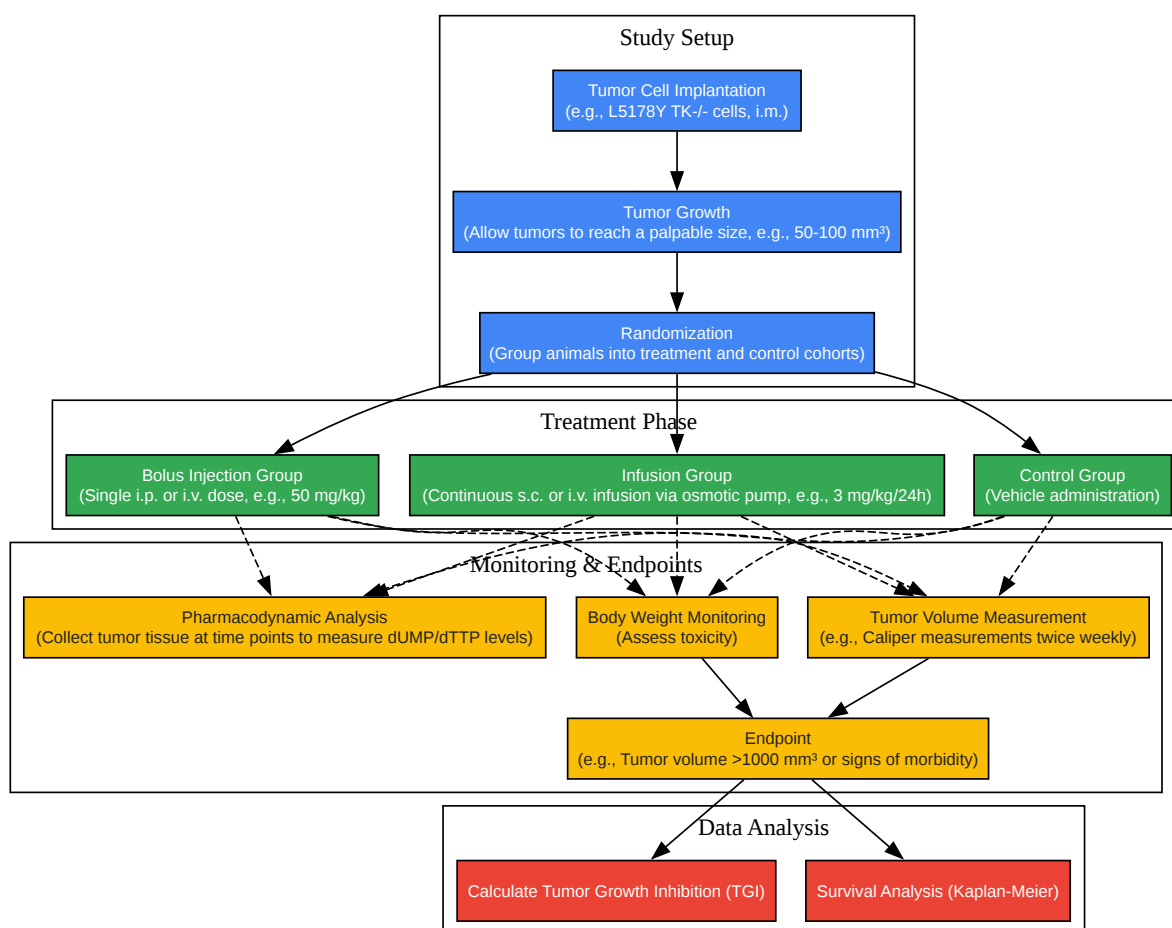 Study Setup
Tumor Cell Implantation
(e.g., L5178Y TK-/- cells, i.m.)
Tumor Growth
(Allow tumors to reach a palpable size, e.g., 50-100 mm³)
Randomization
(Group animals into treatment and control cohorts)
Treatment Phase
Bolus Injection Group
(Single i.p. or i.v. dose, e.g., 50 mg/kg)
Infusion Group
(Continuous s.c. or i.v. infusion via osmotic pump, e.g., 3 mg/kg/24h)
Control Group
(Vehicle administration)
Monitoring & Endpoints
Pharmacodynamic Analysis
(Collect tumor tissue at time points to measure dUMP/dTTP levels)
Body Weight Monitoring
(Assess toxicity)
Tumor Volume Measurement
(e.g., Caliper measurements twice weekly)
Endpoint
(e.g., Tumor volume >1000 mm³ or signs of morbidity)
Data Analysis
Calculate Tumor Growth Inhibition (TGI)
Survival Analysis (Kaplan-Meier)